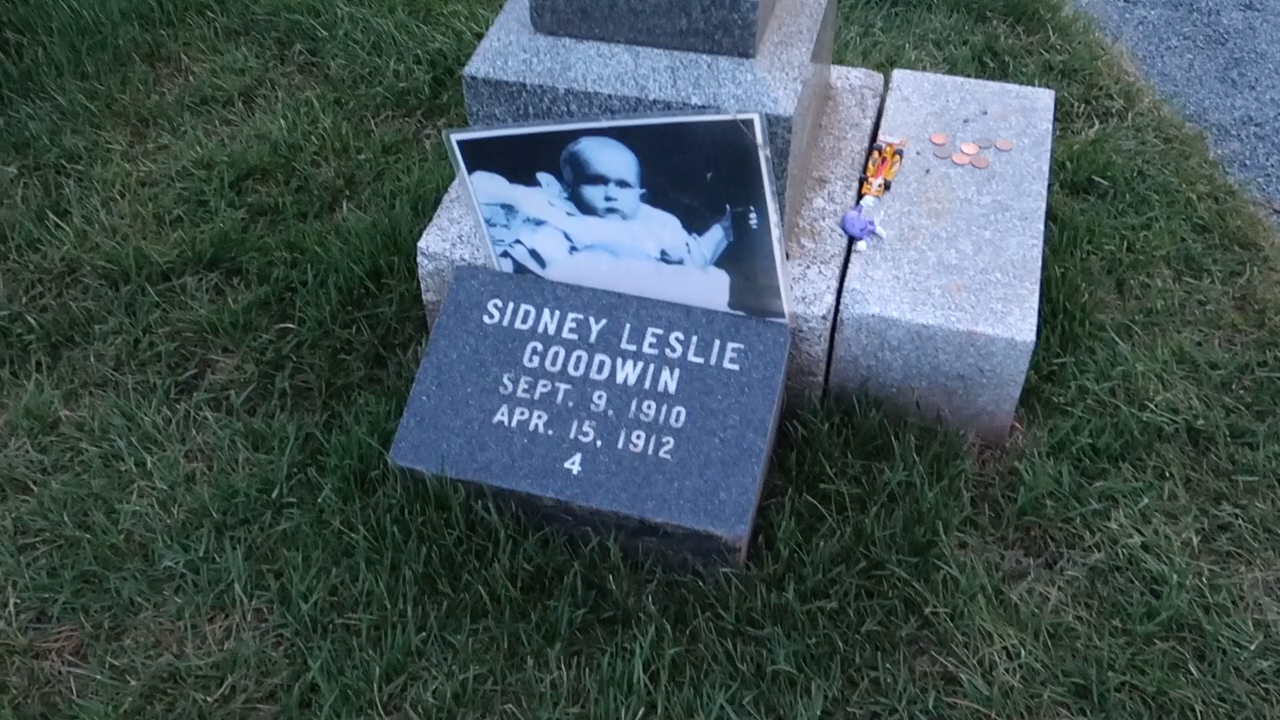 SIDNEY LESLIE
GOODWIN
SEPT. 9, 1910
APR. 15, 1912
4